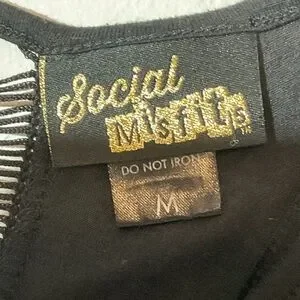 Social
MISFITS
DO NOT IRON
M